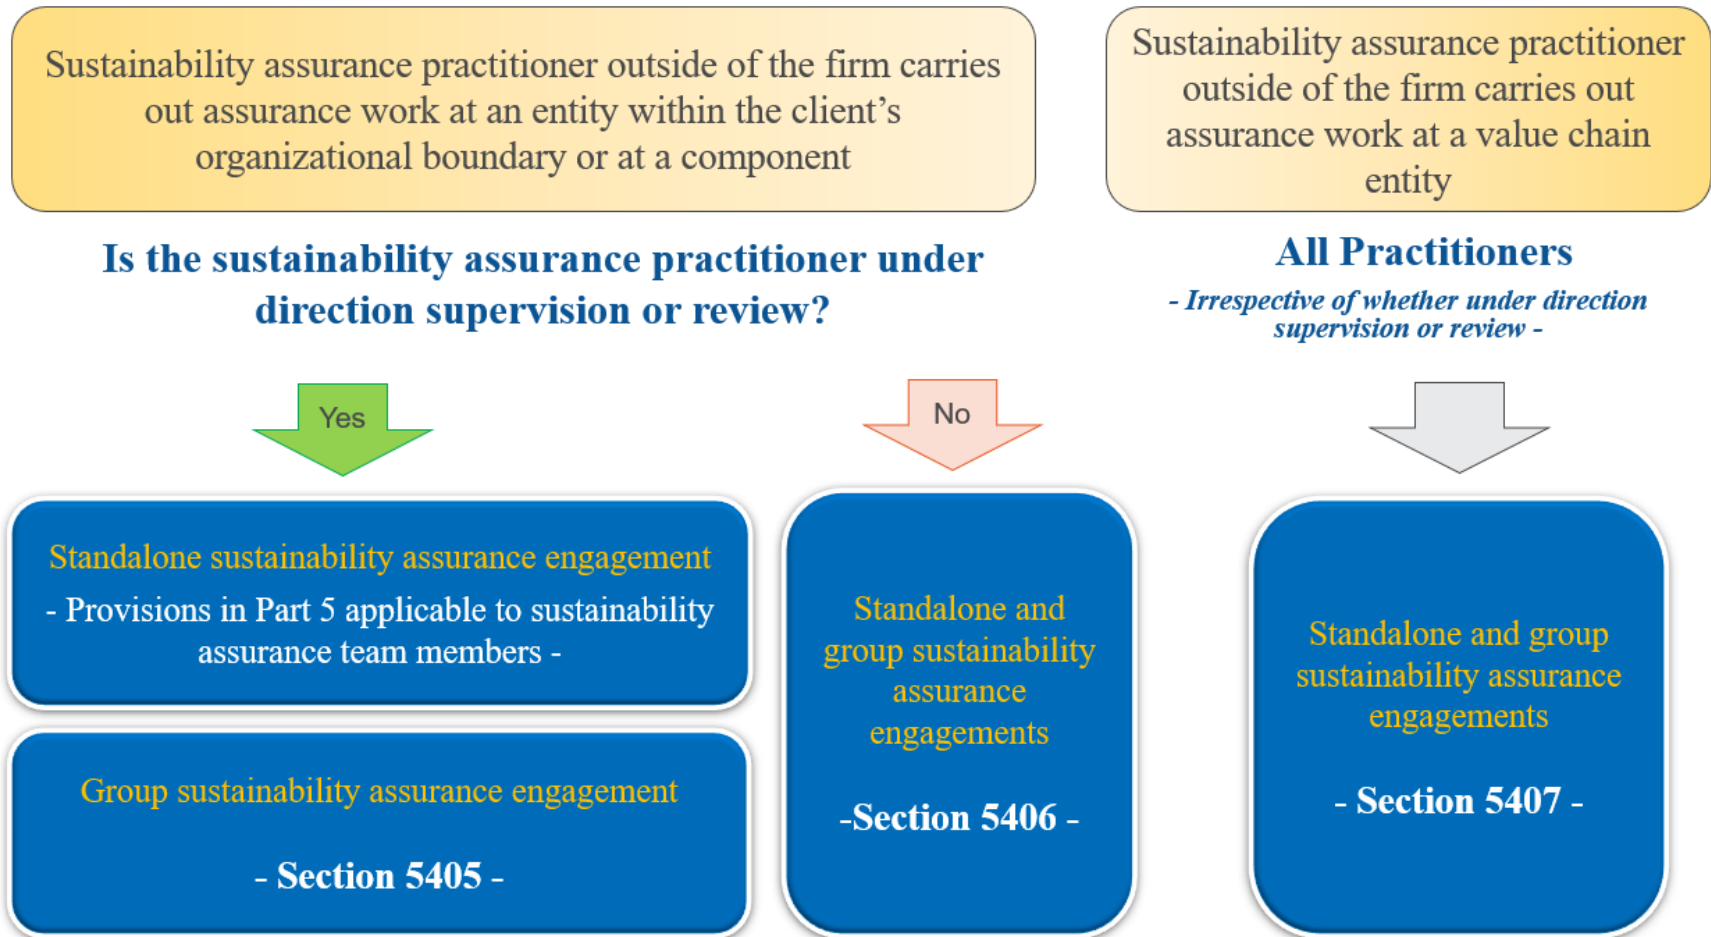 Sustainability assurance practitioner outside of the firm carries
out assurance work at an entity within the client’s
organizational boundary or at a component
Sustainability assurance practitioner
outside of the firm carries out
assurance work at a value chain
entity
Is the sustainability assurance practitioner under
direction supervision or review?
All Practitioners
- Irrespective of whether under direction
supervision or review -
Yes
No
Standalone sustainability assurance engagement
- Provisions in Part 5 applicable to sustainability
assurance team members -
Group sustainability assurance engagement
- Section 5405 -
Standalone and
group sustainability
assurance
engagements
-Section 5406 -
Standalone and group
sustainability assurance
engagements
- Section 5407 -